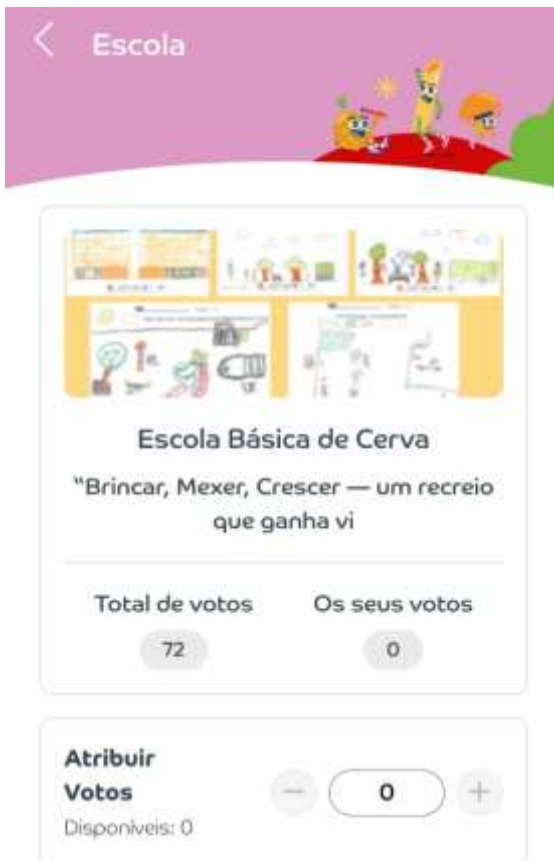 Escola
Escola Básica de Cerva
“Brincar, Mexer, Crescer — um recreio
que ganha vi
Total de votos
Os seus votos
72
0
Atribuir
Votos
Disponíveis: 0
−
0
+